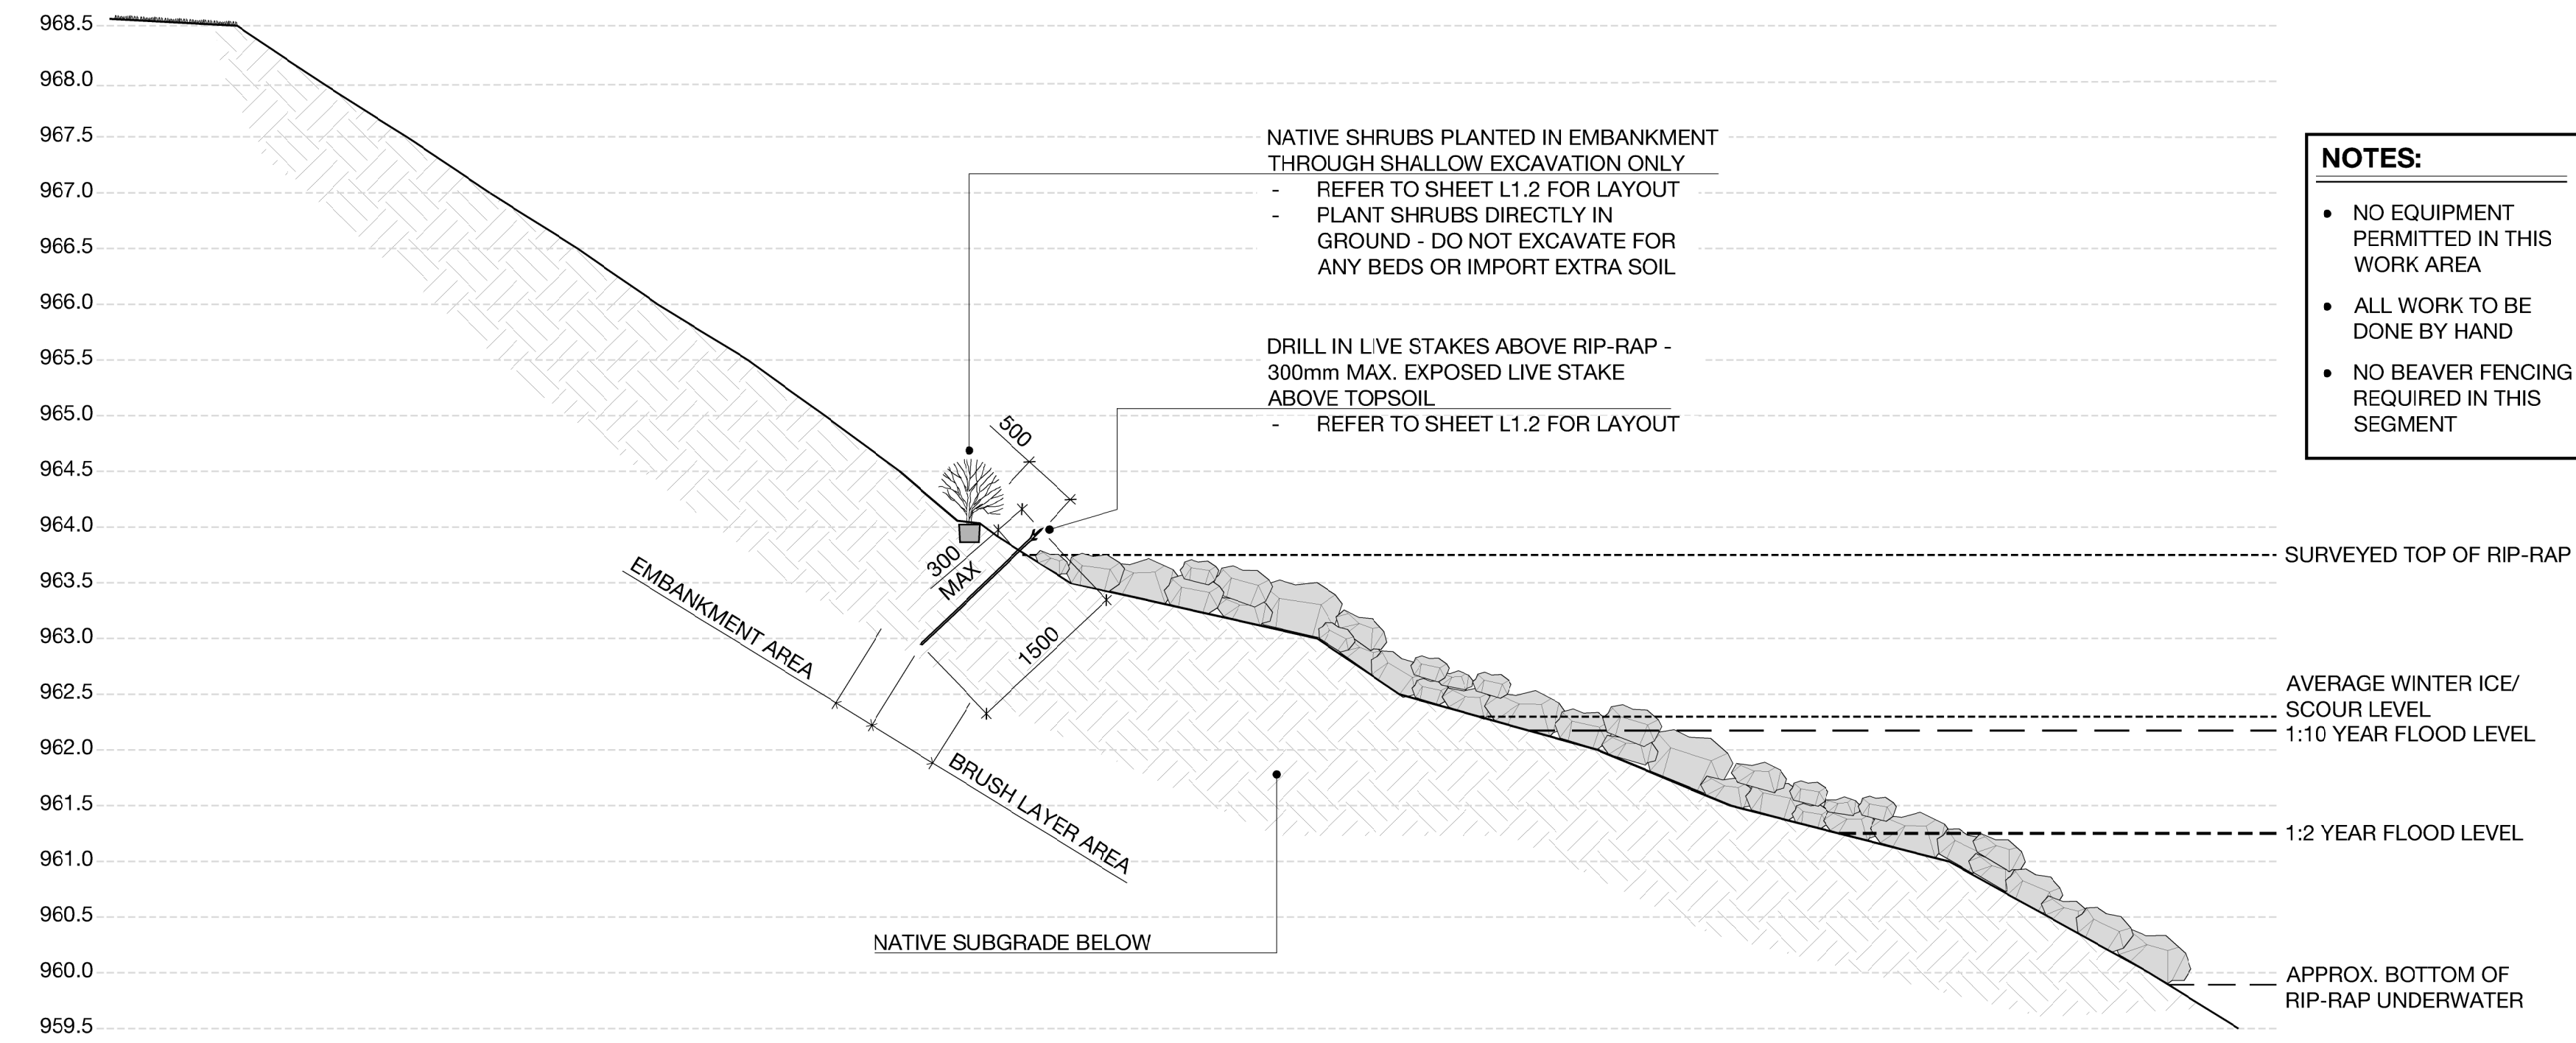 968.5
968.0
967.5
967.0
966.5
966.0
965.5
965.0
964.5
964.0
963.5
963.0
962.5
962.0
961.5
961.0
960.5
960.0
959.5
NATIVE SHRUBS PLANTED IN EMBANKMENT
THROUGH SHALLOW EXCAVATION ONLY
- REFER TO SHEET L1.2 FOR LAYOUT
- PLANT SHRUBS DIRECTLY IN
GROUND - DO NOT EXCAVATE FOR
ANY BEDS OR IMPORT EXTRA SOIL
DRILL IN LIVE STAKES ABOVE RIP-RAP -
300mm MAX. EXPOSED LIVE STAKE
ABOVE TOPSOIL
- REFER TO SHEET L1.2 FOR LAYOUT
500
300
MAX
1500
EMBANKMENT AREA
BRUSH LAYER AREA
NATIVE SUBGRADE BELOW
NOTES:
• NO EQUIPMENT
PERMITTED IN THIS
WORK AREA
• ALL WORK TO BE
DONE BY HAND
• NO BEAVER FENCING
REQUIRED IN THIS
SEGMENT
SURVEYED TOP OF RIP-RAP
AVERAGE WINTER ICE/
SCOUR LEVEL
1:10 YEAR FLOOD LEVEL
1:2 YEAR FLOOD LEVEL
APPROX. BOTTOM OF
RIP-RAP UNDERWATER